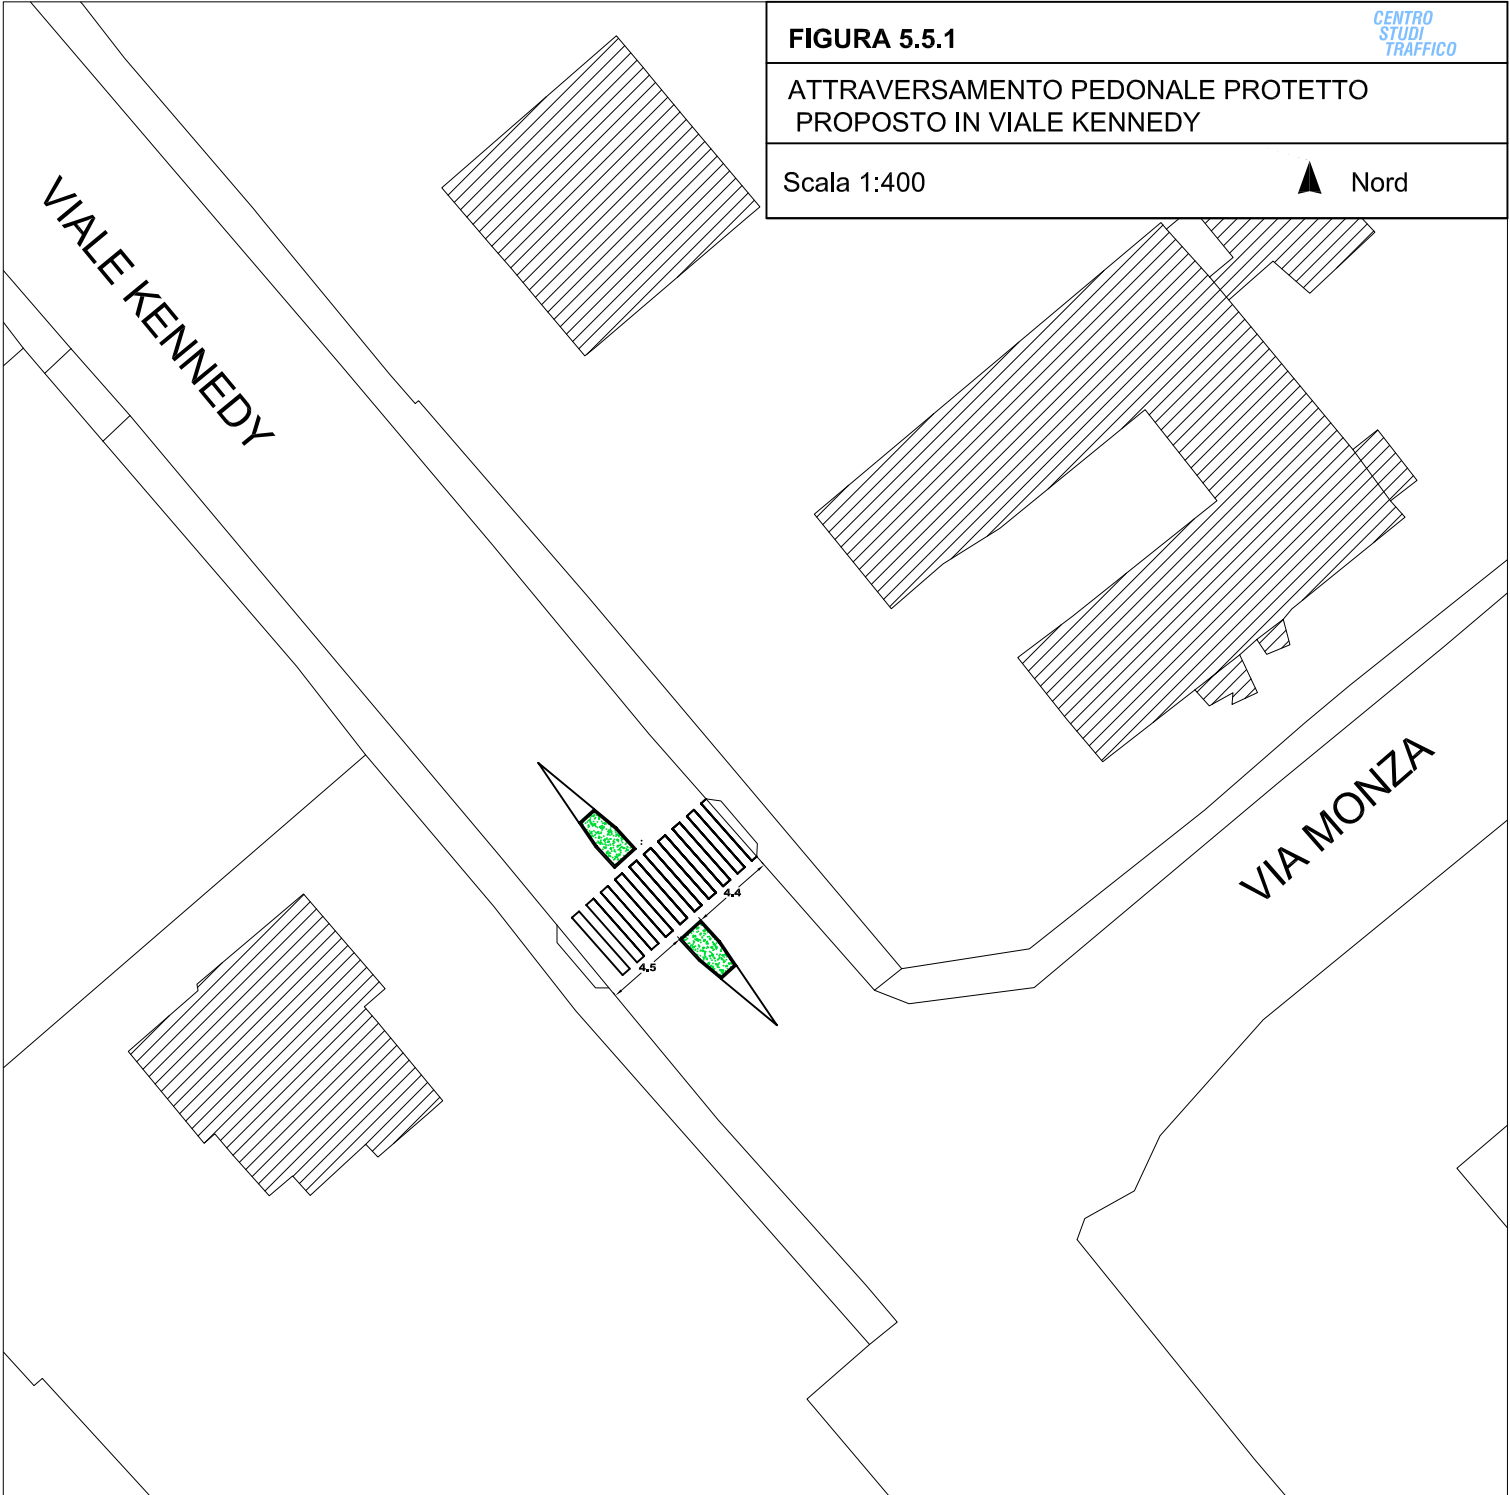 FIGURA 5.5.1
CENTRO
STUDI
TRAFFICO
ATTRAVERSAMENTO PEDONALE PROTETTO
PROPOSTO IN VIALE KENNEDY
Scala 1:400
Nord
VIALE KENNEDY
VIA MONZA
4.4
4.5